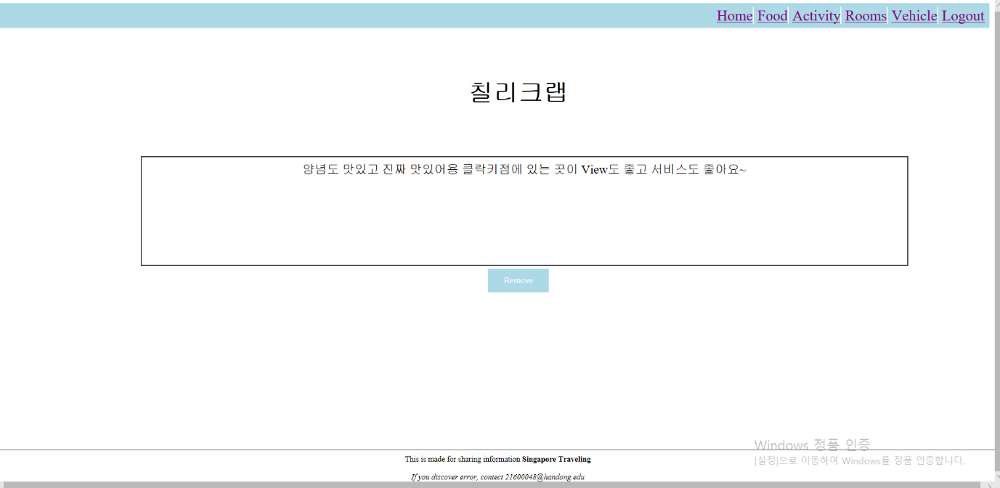 Home Food Activity Rooms Vehicle Logout
칠리크랩
양념도 맛있고 진짜 맛있어용 클락키점에 있는 곳이 View도 좋고 서비스도 좋아요~
Remove
Windows 정품 인증
[설정]으로 이동하여 Windows를 정품 인증합니다.
This is made for sharing information Singapore Traveling
If you discover error, contect 21600048@handong.edu